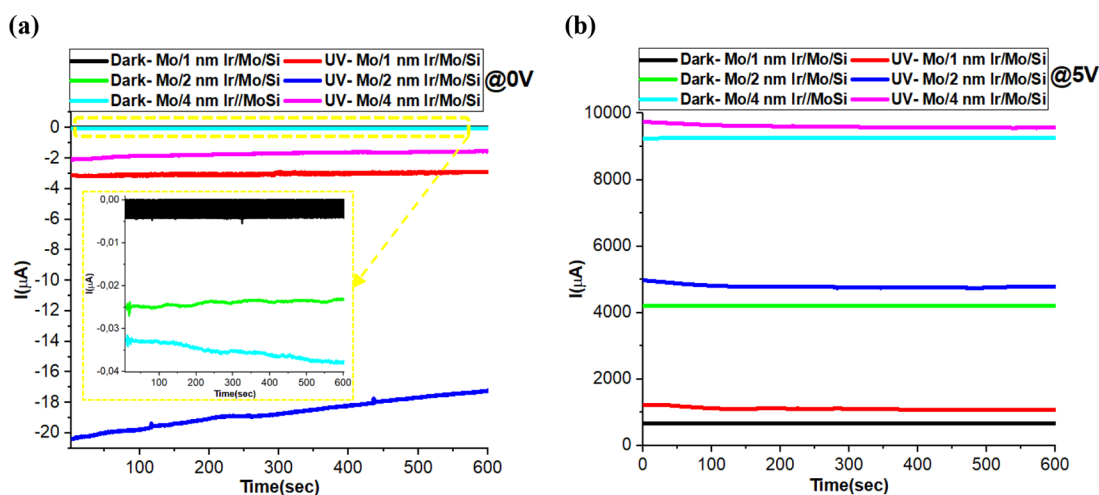 (a)
Dark- Mo/1 nm Ir/Mo/Si UV- Mo/1 nm Ir/Mo/Si
Dark- Mo/2 nm Ir/Mo/Si UV- Mo/2 nm Ir/Mo/Si @0V
Dark- Mo/4 nm Ir//MoSi UV- Mo/4 nm Ir/Mo/Si
0
-2
-4
-6
-8
-10
-12
-14
-16
-18
-20
I(µA)
100 200 300 400 500 600
Time(sec)
0,00
-0,01
-0,02
-0,03
-0,04
I(µA)
100 200 300 400 500 600
Time(sec)
(b)
Dark- Mo/1 nm Ir/Mo/Si UV- Mo/1 nm Ir/Mo/Si
Dark- Mo/2 nm Ir/Mo/Si UV- Mo/2 nm Ir/Mo/Si @5V
Dark- Mo/4 nm Ir//MoSi UV- Mo/4 nm Ir/Mo/Si
10000
8000
6000
4000
2000
0
I(µA)
0 100 200 300 400 500 600
Time(sec)